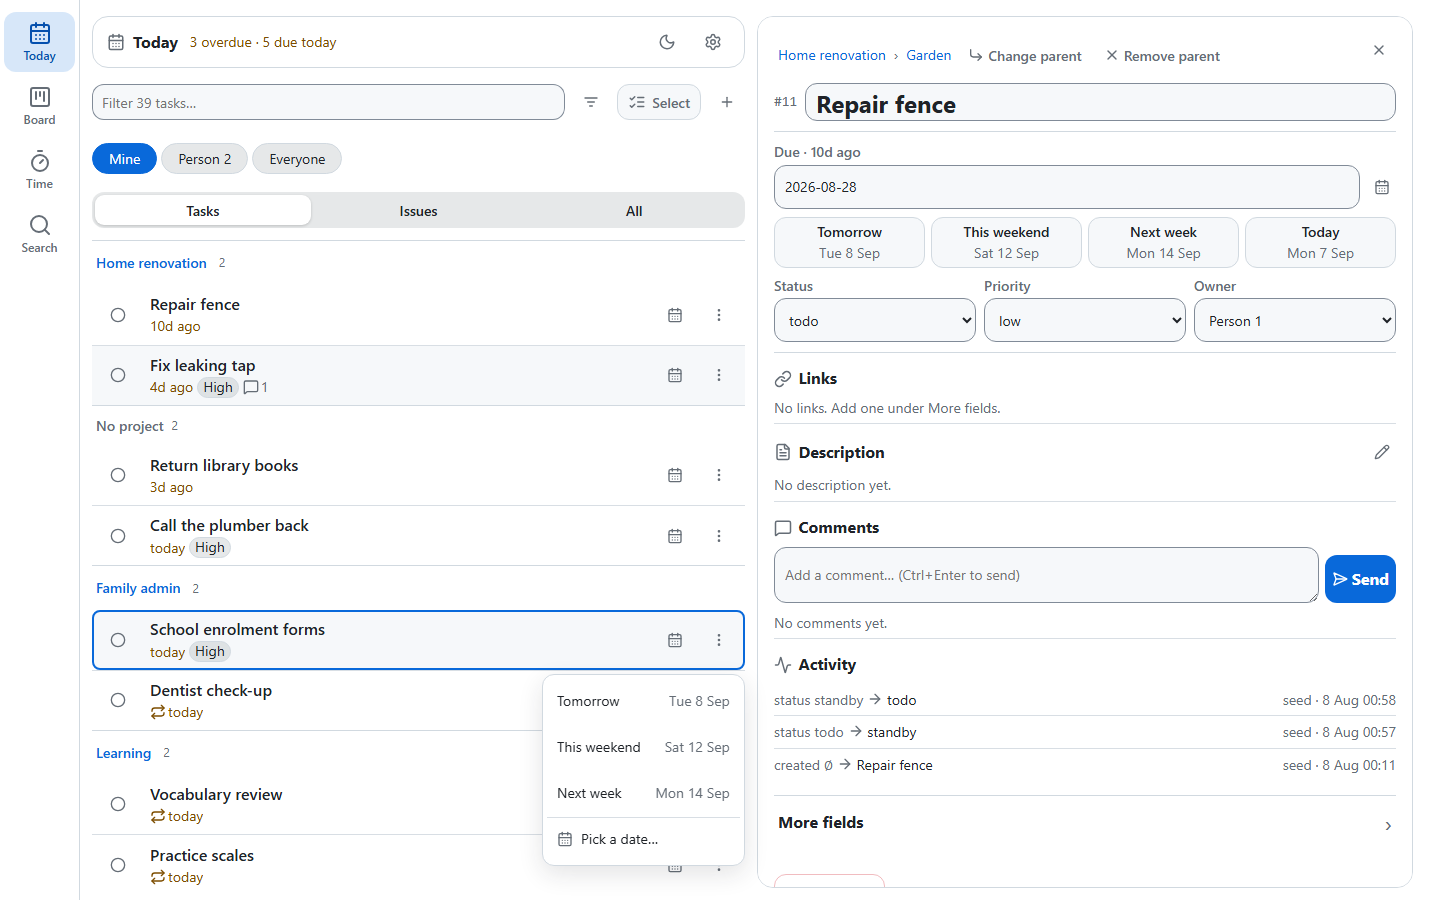 Today
Board
Time
Search
Today 3 overdue · 5 due today
Filter 39 tasks...
Select
Mine
Person 2
Everyone
Tasks
Issues
All
Home renovation 2
Repair fence
10d ago
Fix leaking tap
4d ago High 1
No project 2
Return library books
3d ago
Call the plumber back
today High
Family admin 2
School enrolment forms
today High
Dentist check-up
today
Learning 2
Vocabulary review
today
Practice scales
today
Tomorrow Tue 8 Sep
This weekend Sat 12 Sep
Next week Mon 14 Sep
Pick a date...
Home renovation › Garden Change parent Remove parent
#11 Repair fence
Due · 10d ago
2026-08-28
Tomorrow
Tue 8 Sep
This weekend
Sat 12 Sep
Next week
Mon 14 Sep
Today
Mon 7 Sep
Status
todo
Priority
low
Owner
Person 1
Links
No links. Add one under More fields.
Description
No description yet.
Comments
Add a comment... (Ctrl+Enter to send)
Send
No comments yet.
Activity
status standby → todo seed · 8 Aug 00:58
status todo → standby seed · 8 Aug 00:57
created ∅ → Repair fence seed · 8 Aug 00:11
More fields